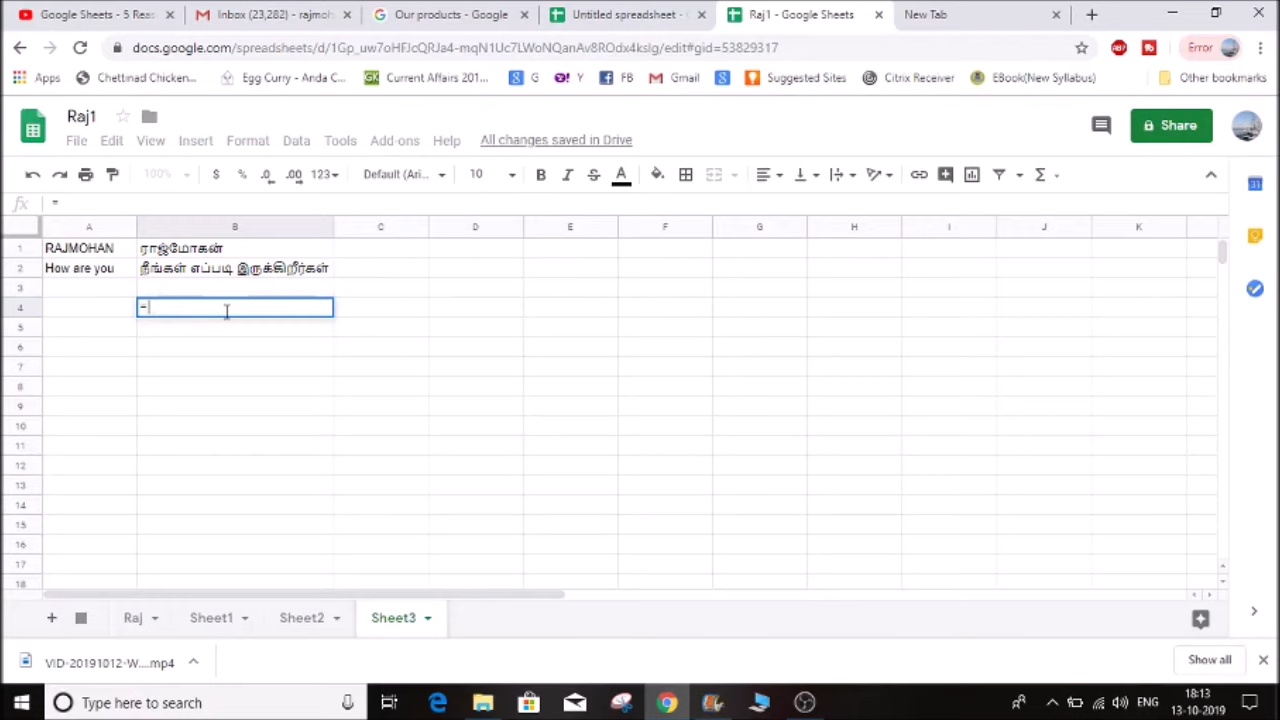 Google Sheets - 5 Reas
Inbox (23,282) - rajmoh
Our products - Google
Untitled spreadsheet -
Raj1 - Google Sheets
New Tab
docs.google.com/spreadsheets/d/1Gp_uw7oHFJcQRJa4-mqN1Uc7LWoNQanAv8ROdx4kslg/edit#gid=53829317
ABP
Error
Apps
Chettinad Chicken...
Egg Curry - Anda C...
GK
Current Affairs 201...
G
Y!
FB
Gmail
Suggested Sites
Citrix Receiver
EBook(New Syllabus)
Other bookmarks
Raj1
File Edit View Insert Format Data Tools Add-ons Help All changes saved in Drive
Share
100% $ % .0 .00 123 Default (Ari... 10 B I S A Σ
31
fx =
A B C D E F G H I J K
1 RAJMOHAN ராஜ்மோகன்
2 How are you நீங்கள் எப்படி இருக்கிறீர்கள்
3
4 =
5
6
7
8
9
10
11
12
13
14
15
16
17
18
Raj Sheet1 Sheet2 Sheet3
VID-20191012-W....mp4
Show all
Type here to search
ENG
18:13
13-10-2019